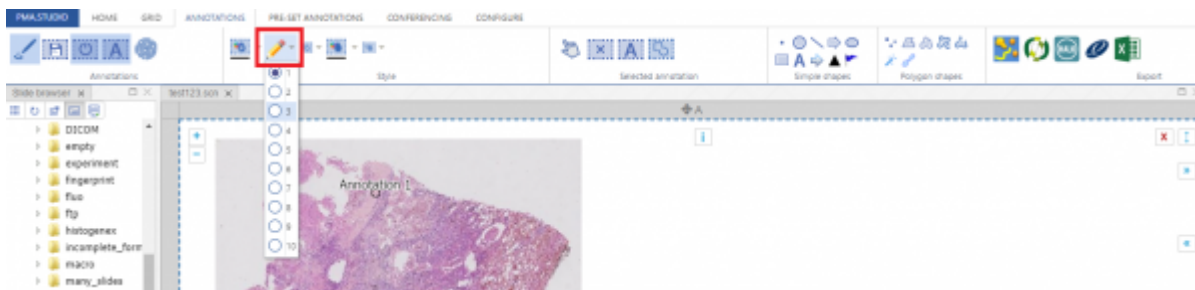 PMA.STUDIO HOME GRID ANNOTATIONS PRE-SET ANNOTATIONS CONFERENCING CONFIGURE
Annotations Style Selected annotation Simple shapes Polygon shapes Export
Slide browser x test123.scn x
A
DICOM
empty
experiment
fingerprint
fluo
ftp
histogenex
incomplete_form
macro
many_slides
1
2
3
4
5
6
7
8
9
10
Annotation 1